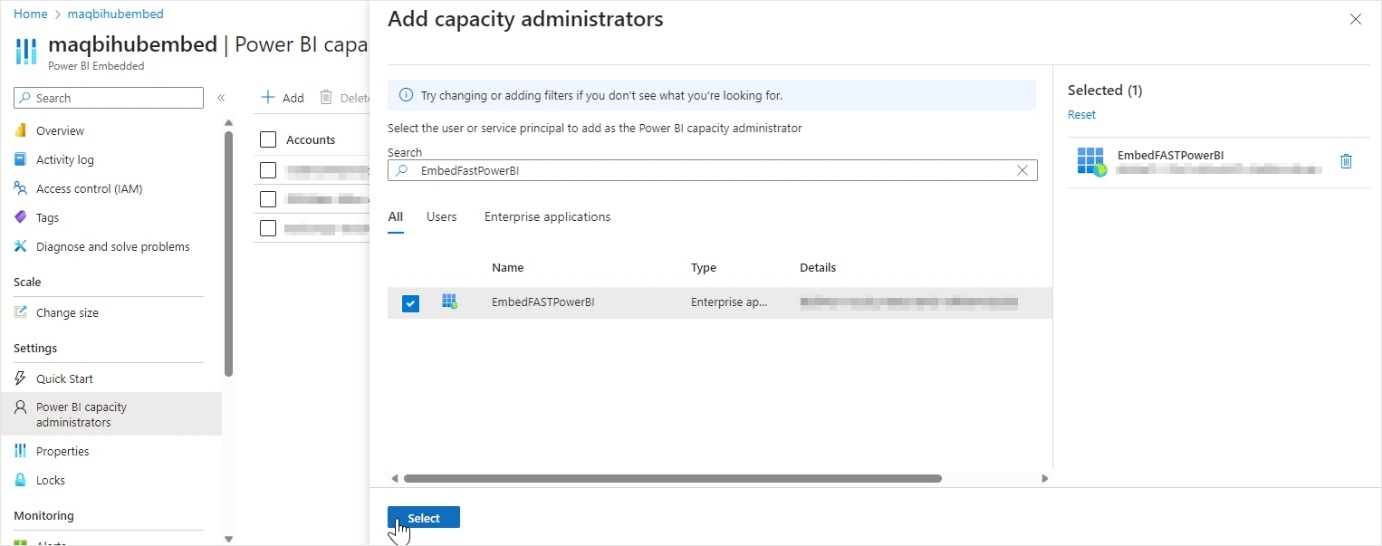 Home > maqbihubembed
maqbihubembed | Power BI capa
Power BI Embedded
Search
«
Overview
Activity log
Access control (IAM)
Tags
Diagnose and solve problems
Scale
Change size
Settings
Quick Start
Power BI capacity
administrators
Properties
Locks
Monitoring
Alerts
+ Add Delete
Accounts
Add capacity administrators
Try changing or adding filters if you don't see what you're looking for.
Select the user or service principal to add as the Power BI capacity administrator
Search
EmbedFastPowerBI
All Users Enterprise applications
Name Type Details
EmbedFASTPowerBI Enterprise ap...
Select
Selected (1)
Reset
EmbedFASTPowerBI